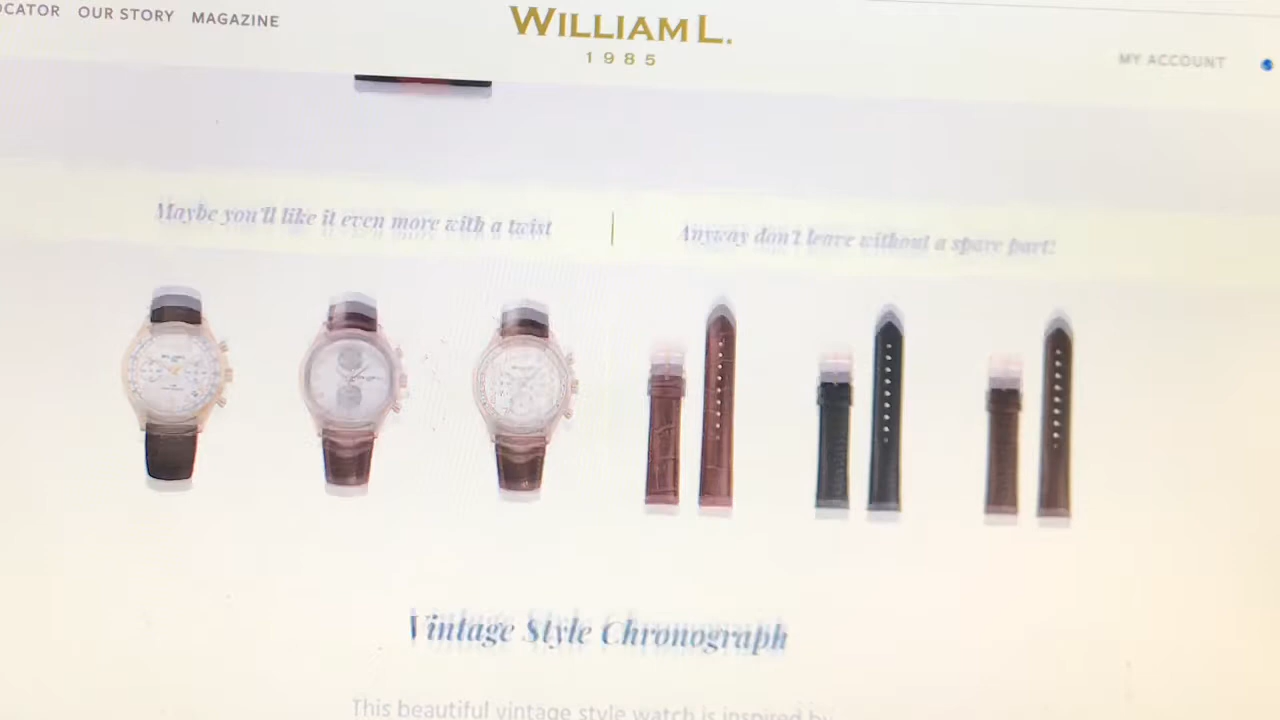 OCATOR OUR STORY MAGAZINE
WILLIAM L.
1985
MY ACCOUNT
Maybe you'll like it even more with a twist
Anyway don't leave without a spare part!
Vintage Style Chronograph
This beautiful vintage style watch is inspired by